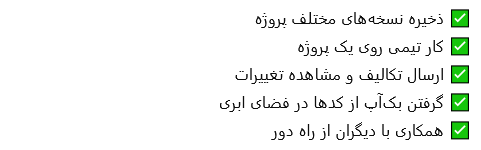 ✅ ذخیره نسخه‌های مختلف پروژه
✅ کار تیمی روی یک پروژه
✅ ارسال تکالیف و مشاهده تغییرات
✅ گرفتن بک‌آپ از کدها در فضای ابری
✅ همکاری با دیگران از راه دور